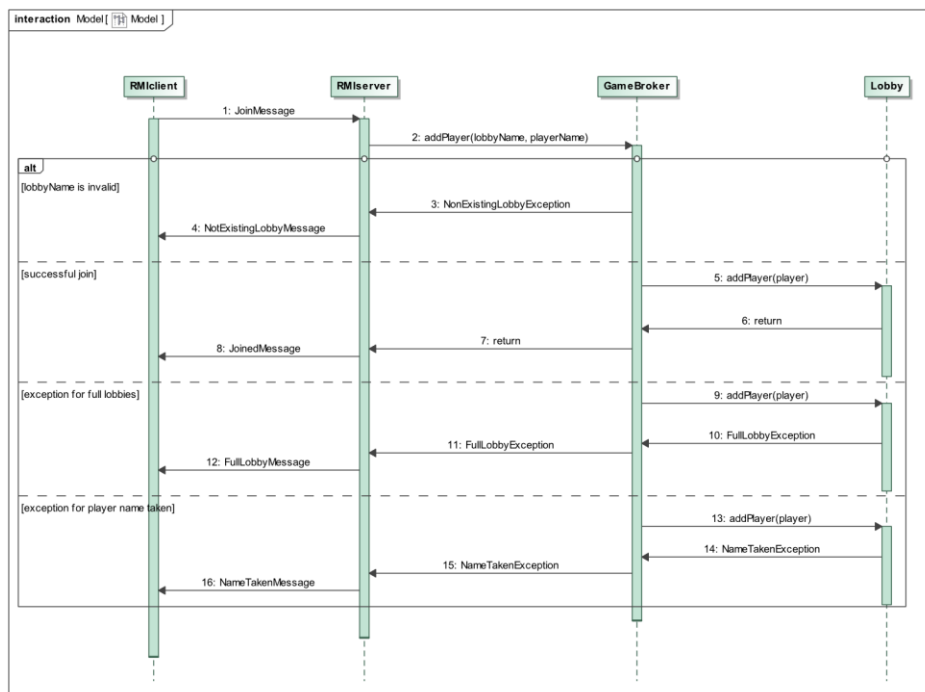 interaction Model[ Model ]
RMIclient
RMIserver
GameBroker
Lobby
1: JoinMessage
2: addPlayer(lobbyName, playerName)
alt
[lobbyName is invalid]
3: NonExistingLobbyException
4: NotExistingLobbyMessage
[successful join]
5: addPlayer(player)
6: return
7: return
8: JoinedMessage
[exception for full lobbies]
9: addPlayer(player)
10: FullLobbyException
11: FullLobbyException
12: FullLobbyMessage
[exception for player name taken]
13: addPlayer(player)
14: NameTakenException
15: NameTakenException
16: NameTakenMessage